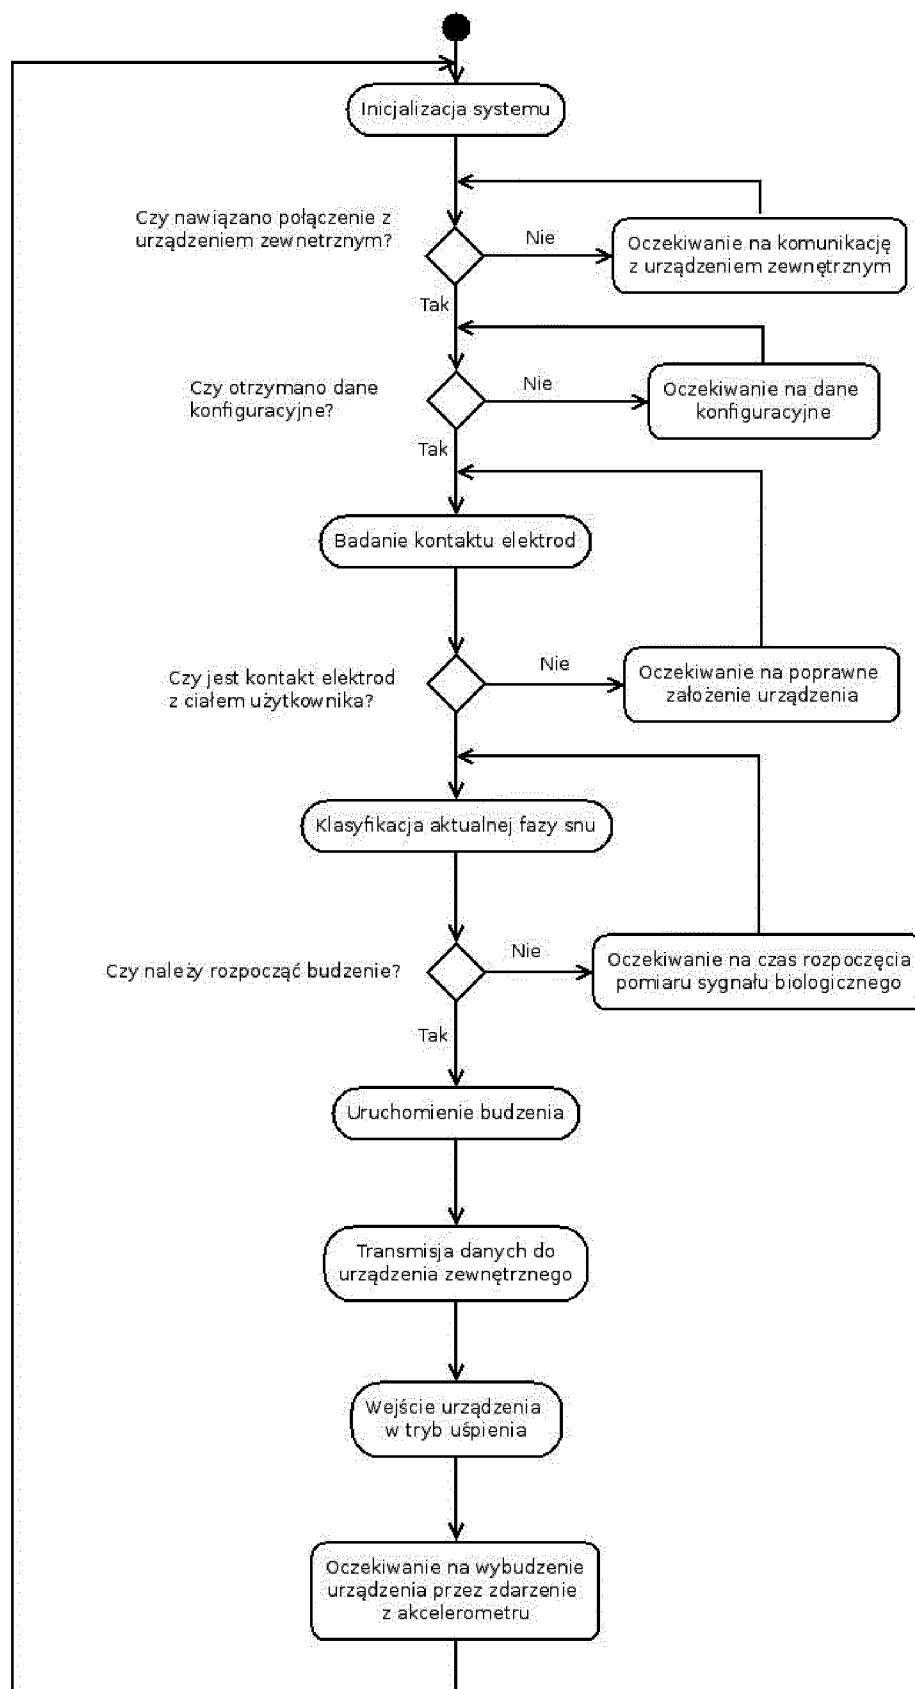 Inicjalizacja systemu
Czy nawiązano połączenie z
urządzeniem zewnetrznym?
Nie
Oczekiwanie na komunikację
z urządzeniem zewnętrznym
Tak
Czy otrzymano dane
konfiguracyjne?
Nie
Oczekiwanie na dane
konfiguracyjne
Tak
Badanie kontaktu elektrod
Czy jest kontakt elektrod
z ciałem użytkownika?
Nie
Oczekiwanie na poprawne
założenie urządzenia
Klasyfikacja aktualnej fazy snu
Czy należy rozpocząć budzenie?
Nie
Oczekiwanie na czas rozpoczęcia
pomiaru sygnału biologicznego
Tak
Uruchomienie budzenia
Transmisja danych do
urządzenia zewnętrznego
Wejście urządzenia
w tryb uśpienia
Oczekiwanie na wybudzenie
urządzenia przez zdarzenie
z akcelerometru